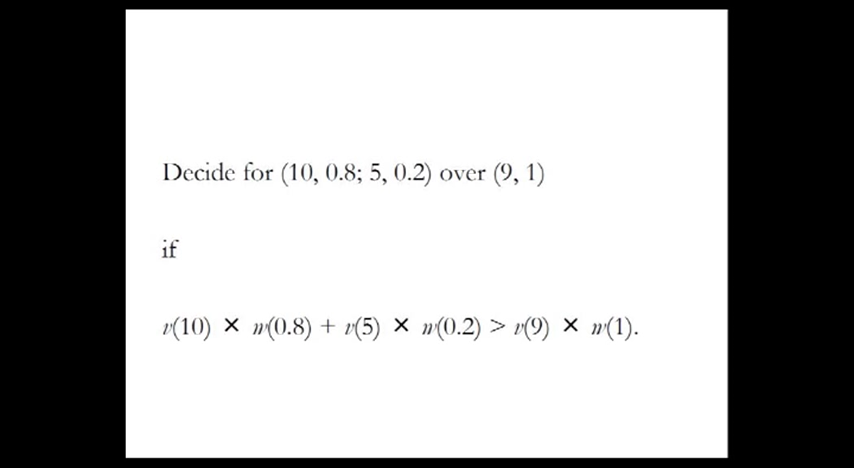 Decide for (10, 0.8; 5, 0.2) over (9, 1)
if
v(10) × w(0.8) + v(5) × w(0.2) > v(9) × w(1).